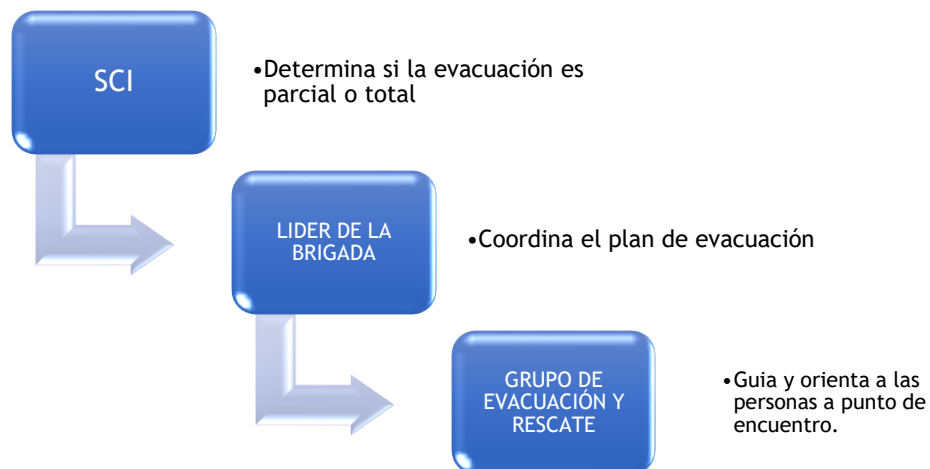 SCI
•Determina si la evacuación es
parcial o total
LIDER DE LA
BRIGADA
•Coordina el plan de evacuación
GRUPO DE
EVACUACIÓN Y
RESCATE
•Guia y orienta a las
personas a punto de
encuentro.